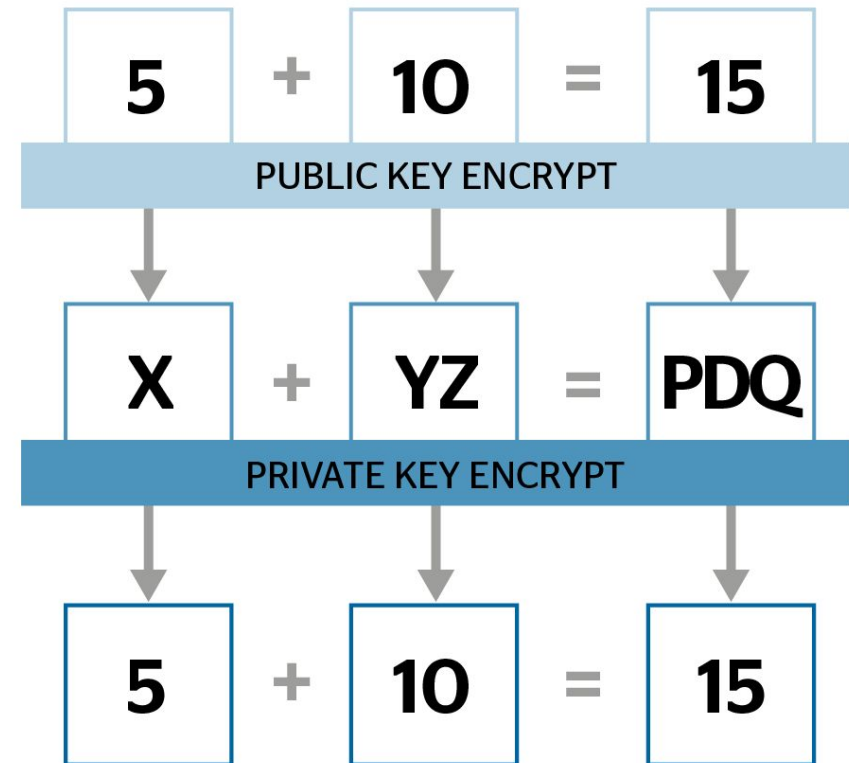 5 + 10 = 15
PUBLIC KEY ENCRYPT
X + YZ = PDQ
PRIVATE KEY ENCRYPT
5 + 10 = 15